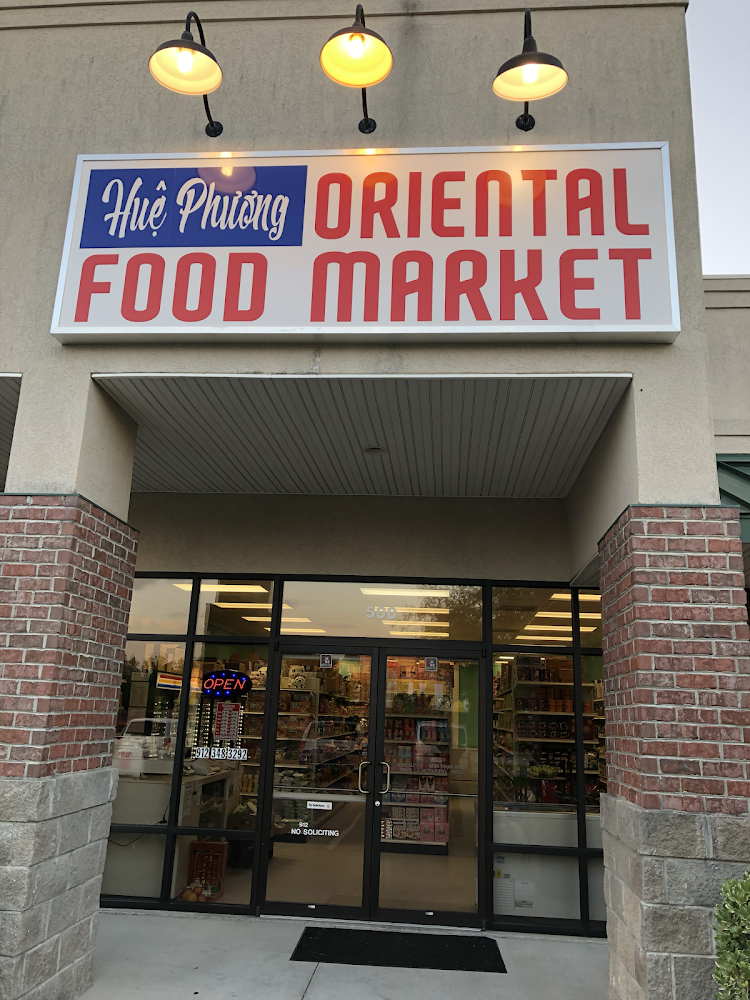 Huệ Phương ORIENTAL
FOOD MARKET
500
OPEN
912 348 3292
NO SOLICITING